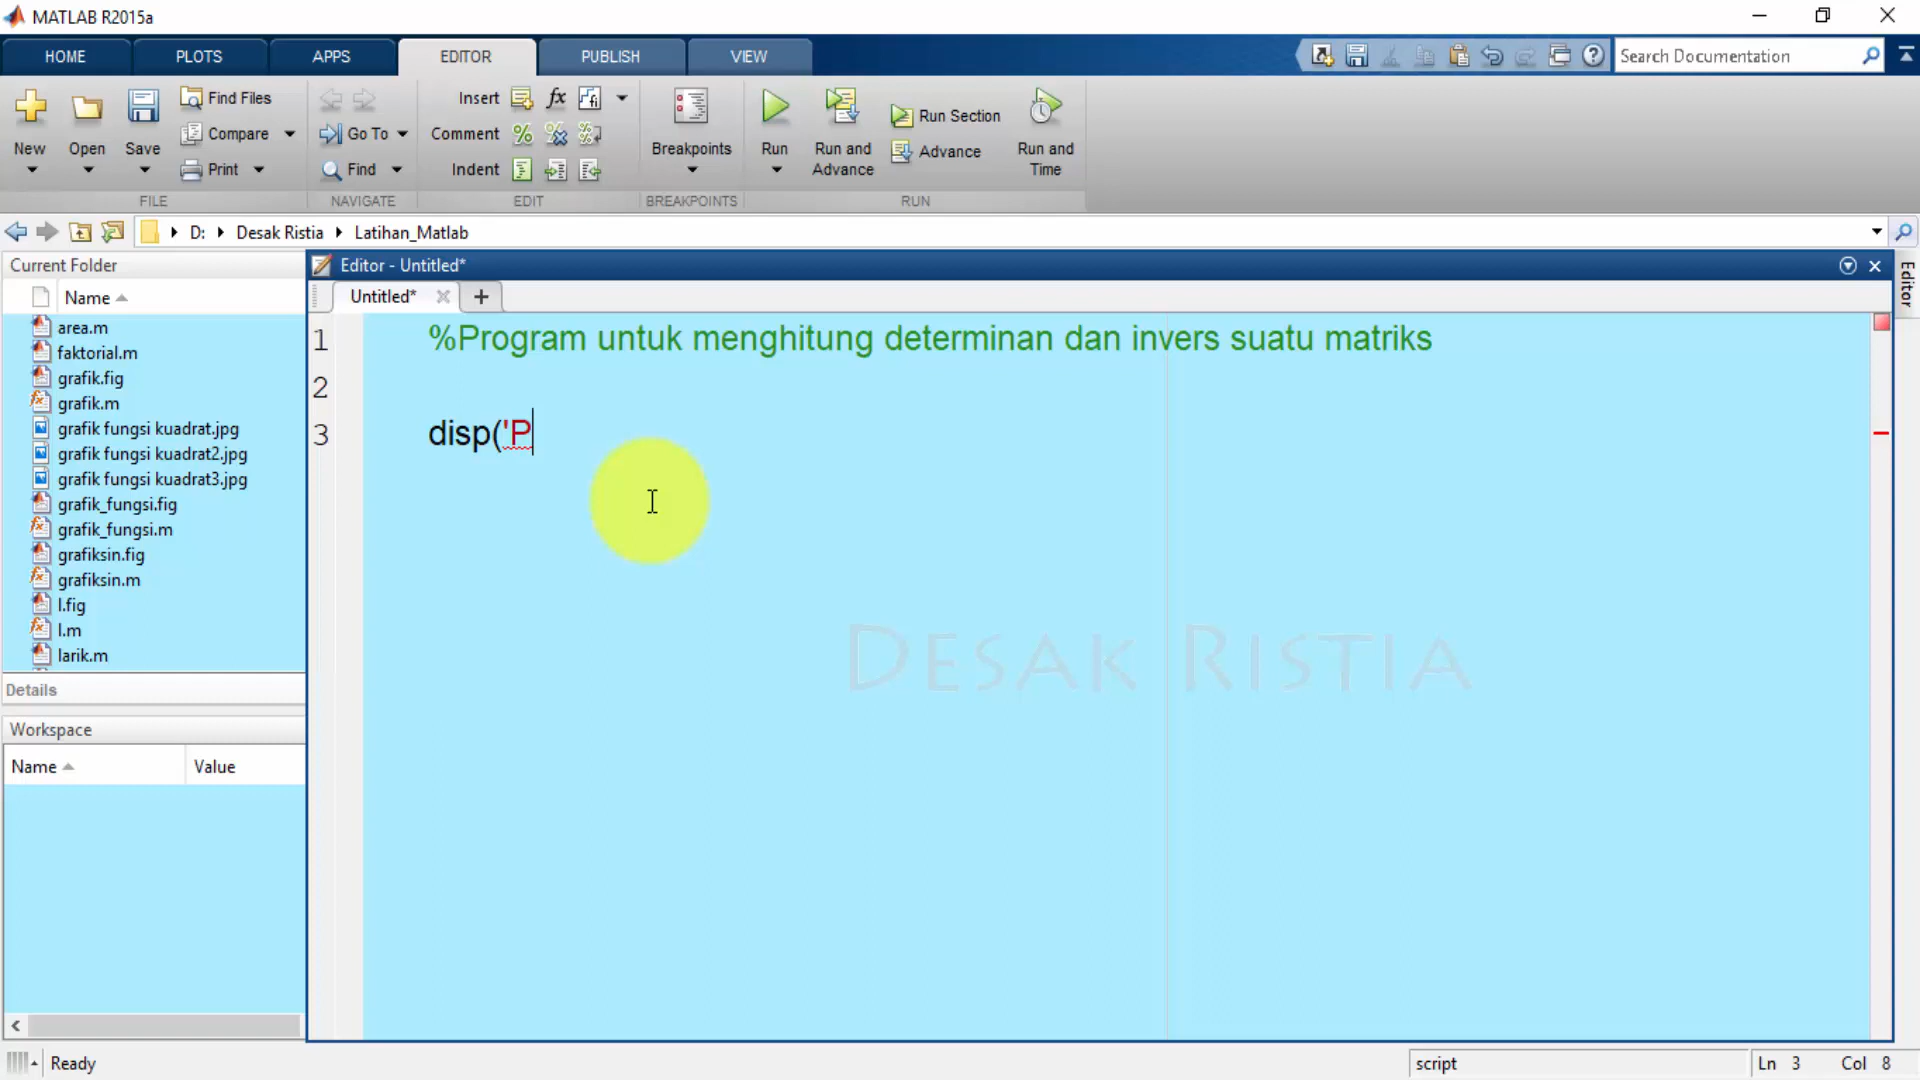 MATLAB R2015a
HOME PLOTS APPS EDITOR PUBLISH VIEW
Search Documentation
New Open Save Find Files Compare Print
Go To Find
Insert fx
Comment
Indent
Breakpoints
Run
Run and Advance
Run Section
Advance
Run and Time
FILE NAVIGATE EDIT BREAKPOINTS RUN
D: Desak Ristia Latihan_Matlab
Current Folder
Name
area.m
faktorial.m
grafik.fig
grafik.m
grafik fungsi kuadrat.jpg
grafik fungsi kuadrat2.jpg
grafik fungsi kuadrat3.jpg
grafik_fungsi.fig
grafik_fungsi.m
grafiksin.fig
grafiksin.m
l.fig
l.m
larik.m
Details
Workspace
Name Value
Editor - Untitled*
Untitled*
1 %Program untuk menghitung determinan dan invers suatu matriks
2
3 disp('P
DESAK RISTIA
Editor
Ready
script
Ln 3 Col 8